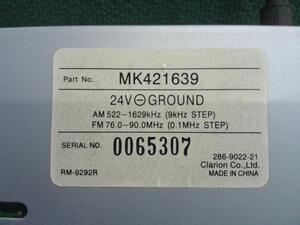 Part No. MK421639
24V⊖GROUND
AM 522-1629kHz (9kHz STEP)
FM 76.0-90.0MHz (0.1MHz STEP)
SERIAL NO. 0065307
286-9022-21
Clarion Co.,Ltd.
RM-9292R MADE IN CHINA